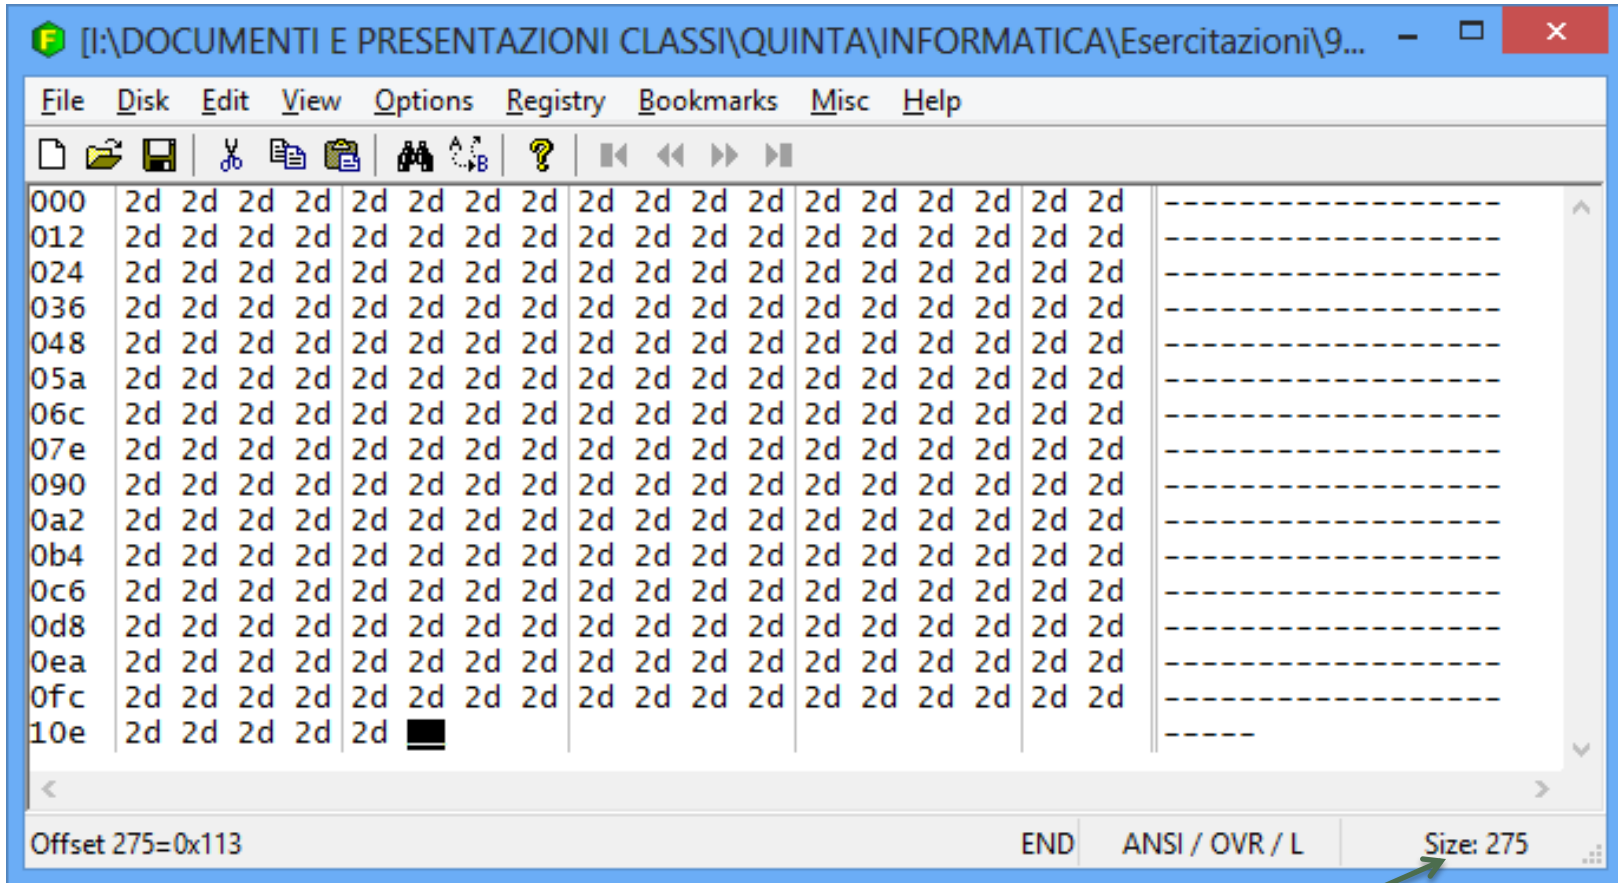 [I:\DOCUMENTI E PRESENTAZIONI CLASSI\QUINTA\INFORMATICA\Esercitazioni\9...
File Disk Edit View Options Registry Bookmarks Misc Help
000 2d 2d 2d 2d 2d 2d 2d 2d 2d 2d 2d 2d 2d 2d 2d 2d 2d 2d ------------------
012 2d 2d 2d 2d 2d 2d 2d 2d 2d 2d 2d 2d 2d 2d 2d 2d 2d 2d ------------------
024 2d 2d 2d 2d 2d 2d 2d 2d 2d 2d 2d 2d 2d 2d 2d 2d 2d 2d ------------------
036 2d 2d 2d 2d 2d 2d 2d 2d 2d 2d 2d 2d 2d 2d 2d 2d 2d 2d ------------------
048 2d 2d 2d 2d 2d 2d 2d 2d 2d 2d 2d 2d 2d 2d 2d 2d 2d 2d ------------------
05a 2d 2d 2d 2d 2d 2d 2d 2d 2d 2d 2d 2d 2d 2d 2d 2d 2d 2d ------------------
06c 2d 2d 2d 2d 2d 2d 2d 2d 2d 2d 2d 2d 2d 2d 2d 2d 2d 2d ------------------
07e 2d 2d 2d 2d 2d 2d 2d 2d 2d 2d 2d 2d 2d 2d 2d 2d 2d 2d ------------------
090 2d 2d 2d 2d 2d 2d 2d 2d 2d 2d 2d 2d 2d 2d 2d 2d 2d 2d ------------------
0a2 2d 2d 2d 2d 2d 2d 2d 2d 2d 2d 2d 2d 2d 2d 2d 2d 2d 2d ------------------
0b4 2d 2d 2d 2d 2d 2d 2d 2d 2d 2d 2d 2d 2d 2d 2d 2d 2d 2d ------------------
0c6 2d 2d 2d 2d 2d 2d 2d 2d 2d 2d 2d 2d 2d 2d 2d 2d 2d 2d ------------------
0d8 2d 2d 2d 2d 2d 2d 2d 2d 2d 2d 2d 2d 2d 2d 2d 2d 2d 2d ------------------
0ea 2d 2d 2d 2d 2d 2d 2d 2d 2d 2d 2d 2d 2d 2d 2d 2d 2d 2d ------------------
0fc 2d 2d 2d 2d 2d 2d 2d 2d 2d 2d 2d 2d 2d 2d 2d 2d 2d 2d ------------------
10e 2d 2d 2d 2d 2d -----
Offset 275=0x113 END ANSI / OVR / L Size: 275